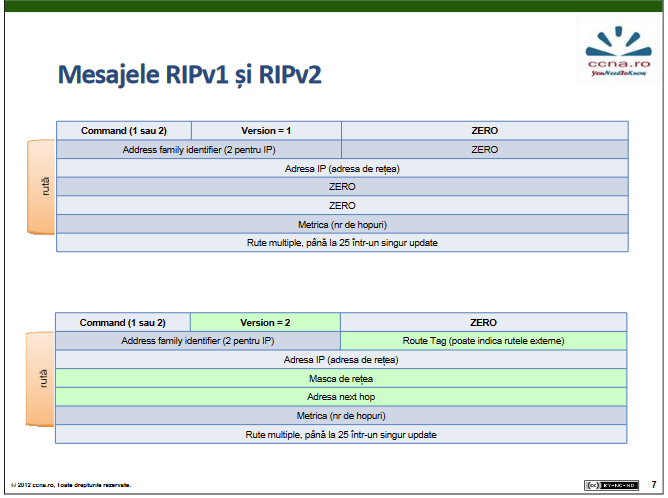 ccna.ro
YouNeedToKnow
Mesajele RIPv1 și RIPv2
Command (1 sau 2) Version = 1 ZERO
Address family identifier (2 pentru IP) ZERO
Adresa IP (adresa de rețea)
ZERO
ZERO
Metrica (nr de hopuri)
Rute multiple, până la 25 într-un singur update
rută
Command (1 sau 2) Version = 2 ZERO
Address family identifier (2 pentru IP) Route Tag (poate indica rutele externe)
Adresa IP (adresa de rețea)
Masca de rețea
Adresa next hop
Metrica (nr de hopuri)
Rute multiple, până la 25 într-un singur update
rută
© 2012 ccna.ro, Toate drepturile rezervate.
cc BY-NC-ND
7